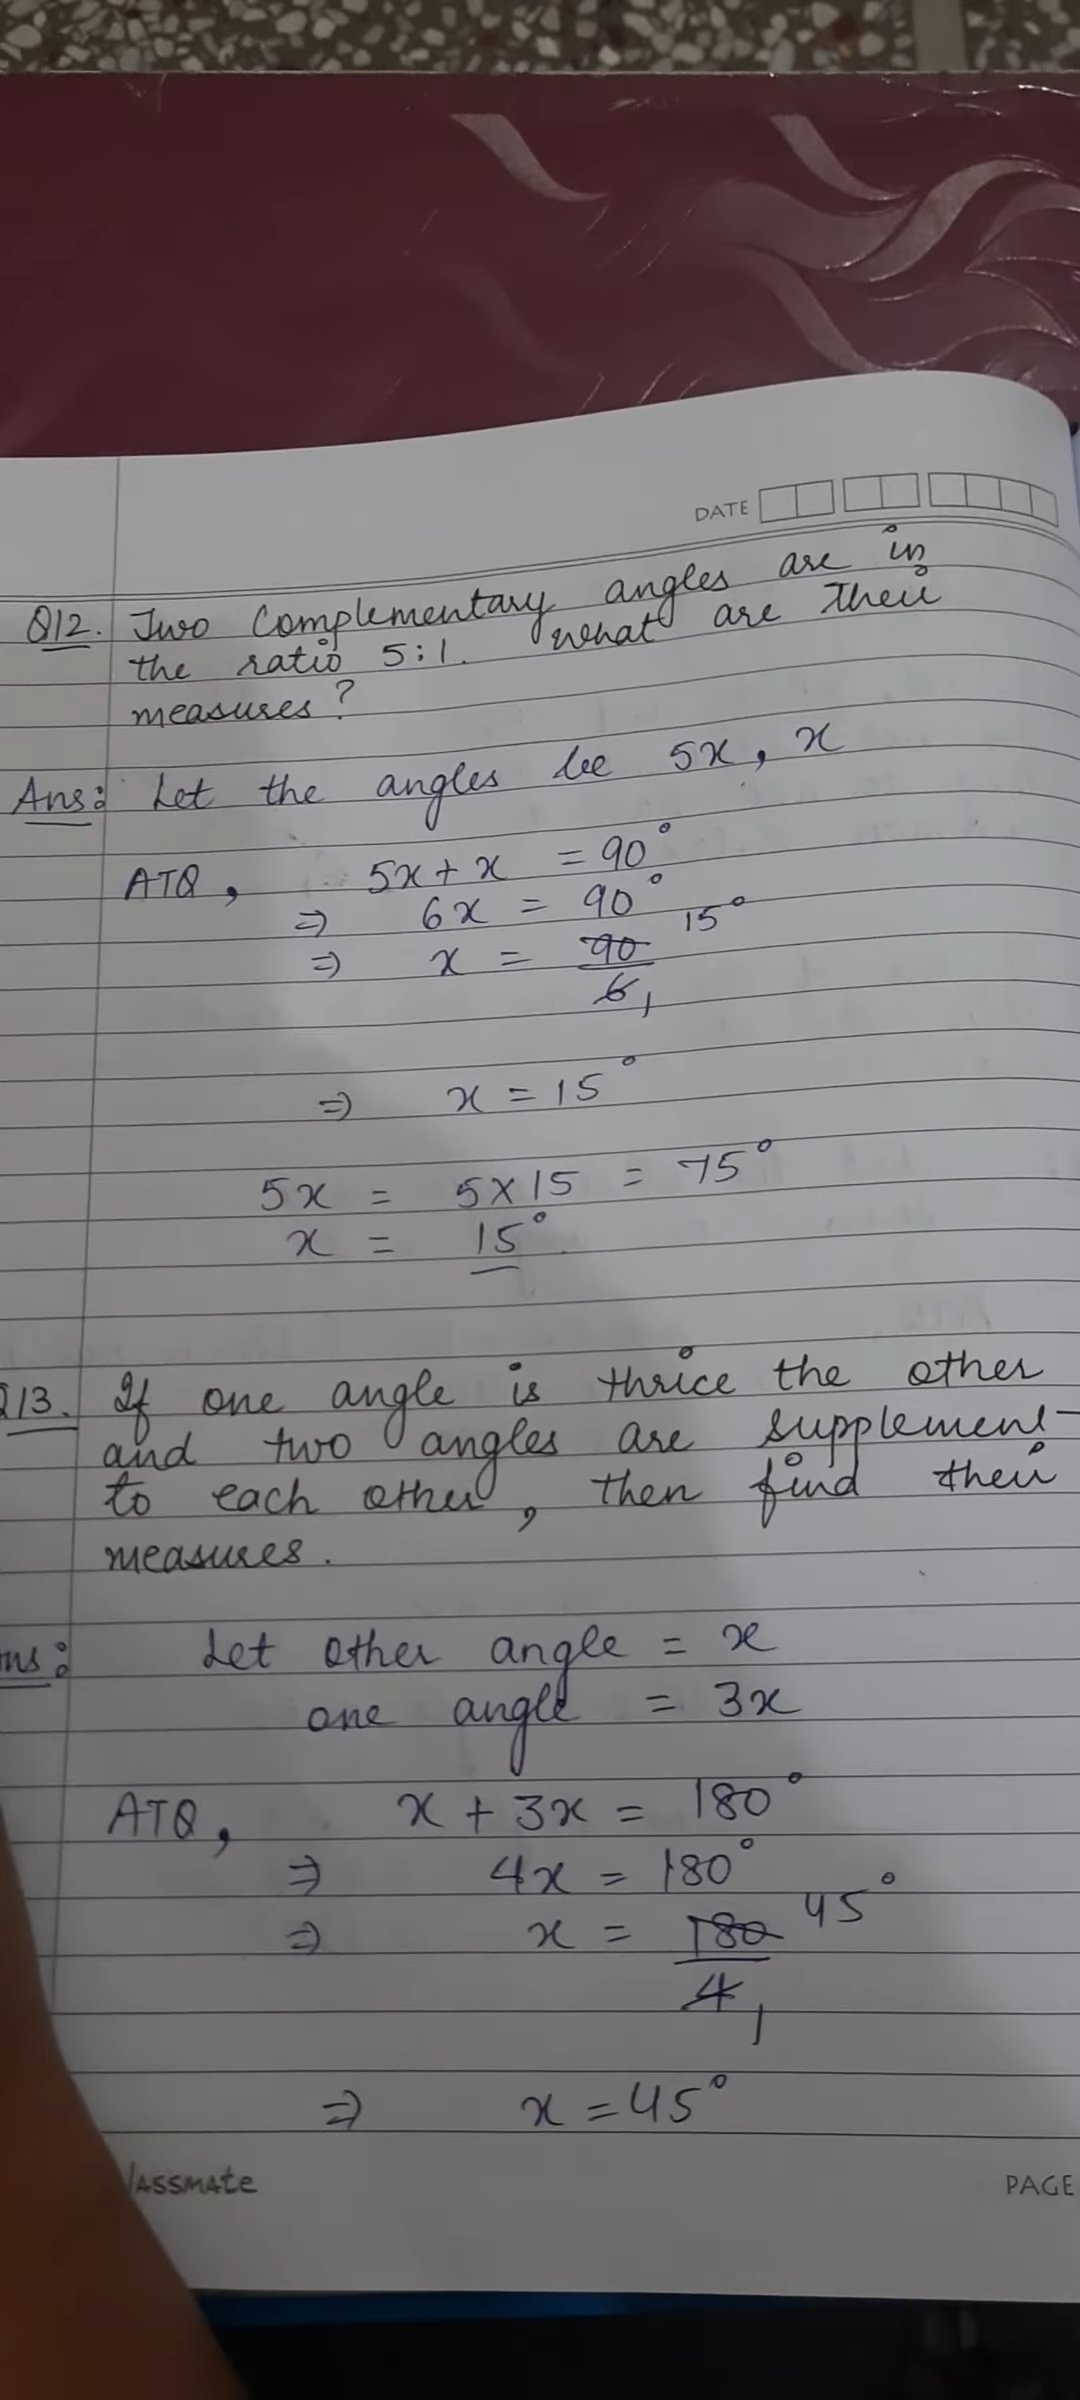 DATE
Q12. Two Complementary angles are in
the ratio 5:1. What are their
measures?
Ans: Let the angles be 5x, x
ATQ, 5x + x = 90°
⇒ 6x = 90°
⇒ x = 90/6 15°
1
⇒ x = 15°
5x = 5×15 = 75°
x = 15°
Q13. If one angle is thrice the other
and two angles are supplement-
to each other, then find their
measures.
Ans: Let other angle = x
one angle = 3x
ATQ, x + 3x = 180°
⇒ 4x = 180°
⇒ x = 180/4 45°
1
⇒ x = 45°
classmate
PAGE